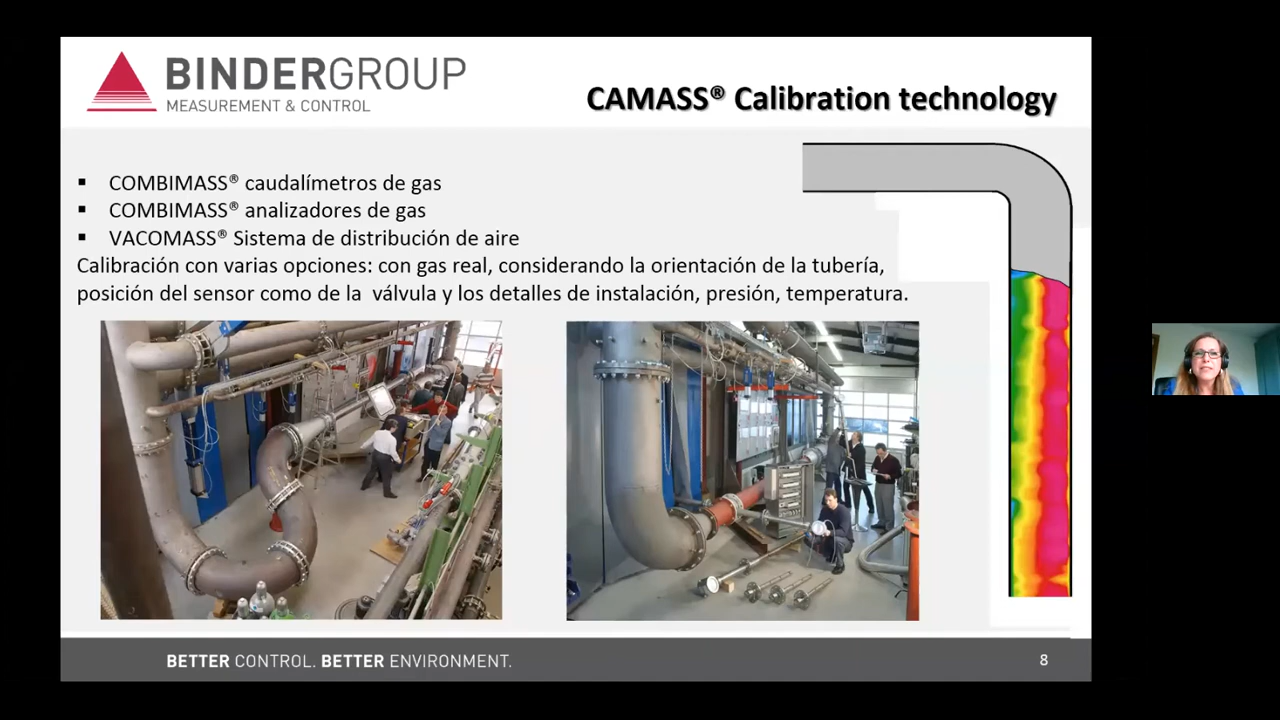 BINDERGROUP
MEASUREMENT & CONTROL
CAMASS® Calibration technology
▪ COMBIMASS® caudalímetros de gas
▪ COMBIMASS® analizadores de gas
▪ VACOMASS® Sistema de distribución de aire
Calibración con varias opciones: con gas real, considerando la orientación de la tubería,
posición del sensor como de la válvula y los detalles de instalación, presión, temperatura.
BETTER CONTROL. BETTER ENVIRONMENT.
8